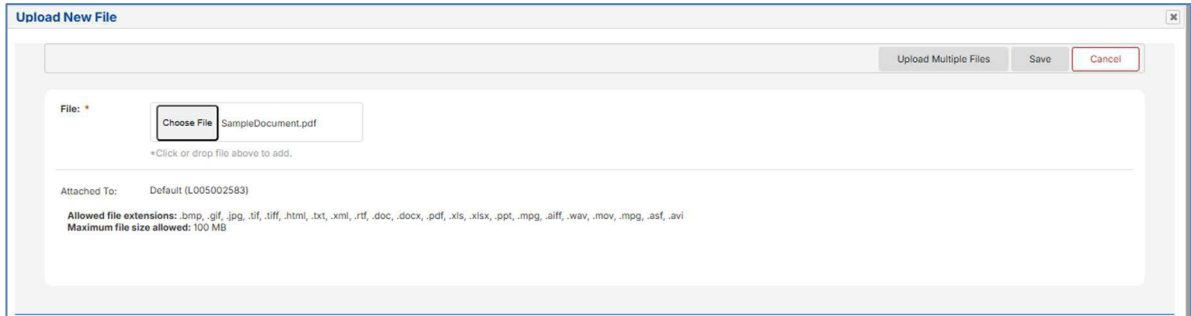 Upload New File
Upload Multiple Files Save Cancel
File: * Choose File SampleDocument.pdf
*Click or drop file above to add.
Attached To: Default (L005002583)
Allowed file extensions: .bmp, .gif, .jpg, .tif, .tiff, .html, .txt, .xml, .rtf, .doc, .docx, .pdf, .xls, .xlsx, .ppt, .mpg, .aiff, .wav, .mov, .mpg, .asf, .avi
Maximum file size allowed: 100 MB